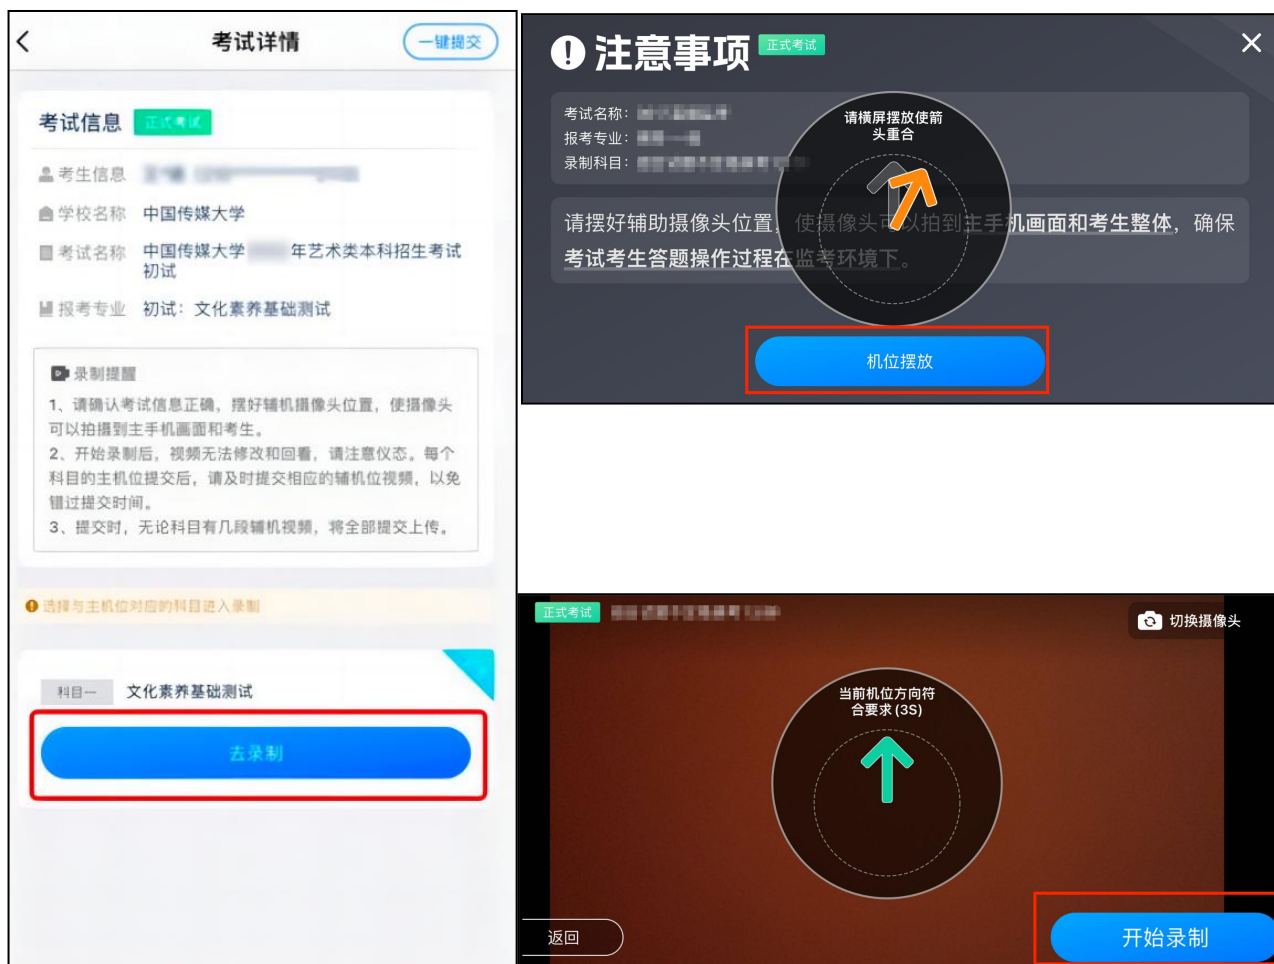 考试详情
一键提交
考试信息
正式考试
考生信息
学校名称 中国传媒大学
考试名称 中国传媒大学 年艺术类本科招生考试
初试
报考专业 初试：文化素养基础测试
录制提醒
1、请确认考试信息正确，摆好辅机摄像头位置，使摄像头
可以拍摄到主手机画面和考生。
2、开始录制后，视频无法修改和回看，请注意仪态。每个
科目的主机位提交后，请及时提交相应的辅机位视频，以免
错过提交时间。
3、提交时，无论科目有几段辅机视频，将全部提交上传。
选择与主机位对应的科目进入录制
科目一 文化素养基础测试
去录制
注意事项 正式考试
考试名称：
报考专业：
录制科目：
请横屏摆放使箭
头重合
请摆好辅助摄像头位置，使摄像头可以拍到主手机画面和考生整体，确保
考试考生答题操作过程在监考环境下。
机位摆放
正式考试
切换摄像头
当前机位方向符
合要求(3S)
返回
开始录制